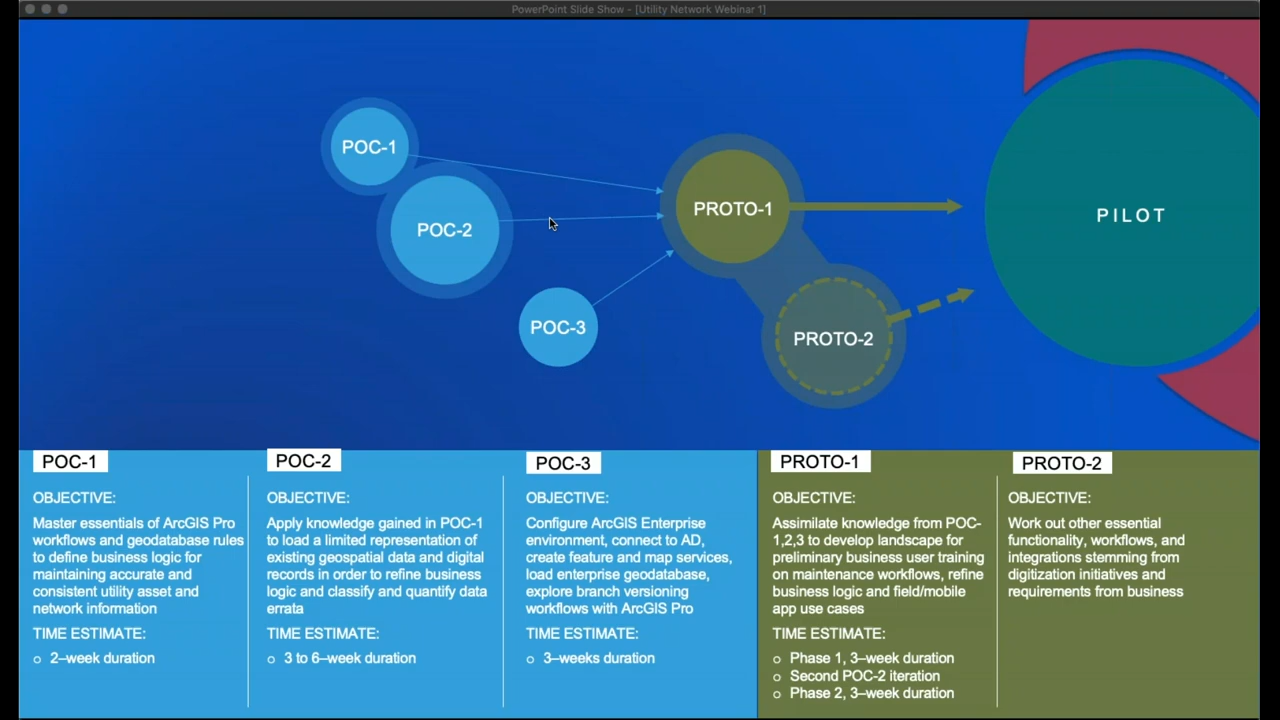 PowerPoint Slide Show - [Utility Network Webinar 1]
POC-1
POC-2
POC-3
PROTO-1
PROTO-2
PILOT
POC-1
OBJECTIVE:
Master essentials of ArcGIS Pro
workflows and geodatabase rules
to define business logic for
maintaining accurate and
consistent utility asset and
network information
TIME ESTIMATE:
2–week duration
POC-2
OBJECTIVE:
Apply knowledge gained in POC-1
to load a limited representation of
existing geospatial data and digital
records in order to refine business
logic and classify and quantify data
errata
TIME ESTIMATE:
3 to 6–week duration
POC-3
OBJECTIVE:
Configure ArcGIS Enterprise
environment, connect to AD,
create feature and map services,
load enterprise geodatabase,
explore branch versioning
workflows with ArcGIS Pro
TIME ESTIMATE:
3–weeks duration
PROTO-1
OBJECTIVE:
Assimilate knowledge from POC-
1,2,3 to develop landscape for
preliminary business user training
on maintenance workflows, refine
business logic and field/mobile
app use cases
TIME ESTIMATE:
Phase 1, 3–week duration
Second POC-2 iteration
Phase 2, 3–week duration
PROTO-2
OBJECTIVE:
Work out other essential
functionality, workflows, and
integrations stemming from
digitization initiatives and
requirements from business